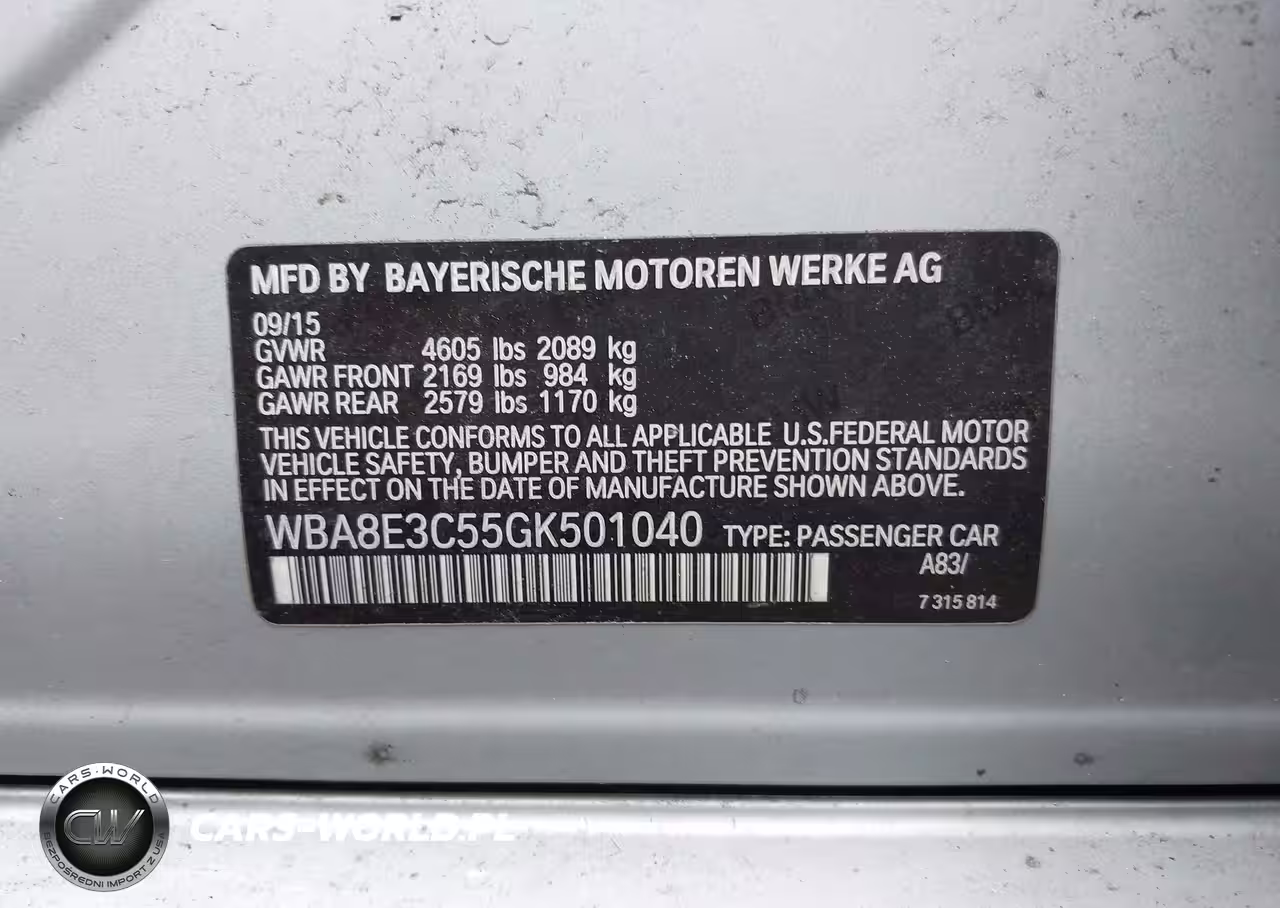 MFD BY BAYERISCHE MOTOREN WERKE AG
09/15
GVWR 4605 lbs 2089 kg
GAWR FRONT 2169 lbs 984 kg
GAWR REAR 2579 lbs 1170 kg
THIS VEHICLE CONFORMS TO ALL APPLICABLE U.S.FEDERAL MOTOR
VEHICLE SAFETY, BUMPER AND THEFT PREVENTION STANDARDS
IN EFFECT ON THE DATE OF MANUFACTURE SHOWN ABOVE.
WBA8E3C55GK501040 TYPE: PASSENGER CAR
A83/
7 315 814
CARS-WORLD
CW
BEZPOŚREDNI IMPORT Z USA
CARS-WORLD.PL